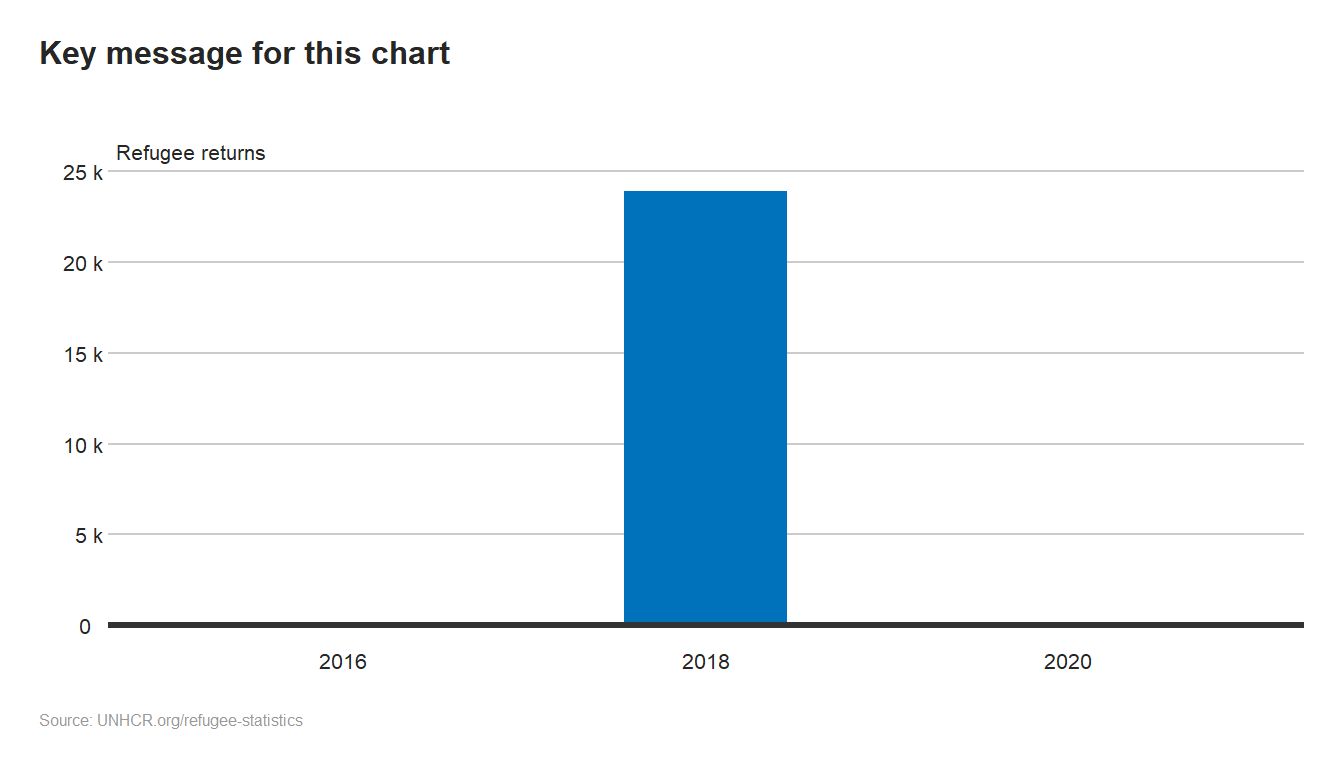 Key message for this chart
Refugee returns
25 k
20 k
15 k
10 k
5 k
0
2016 2018 2020
Source: UNHCR.org/refugee-statistics